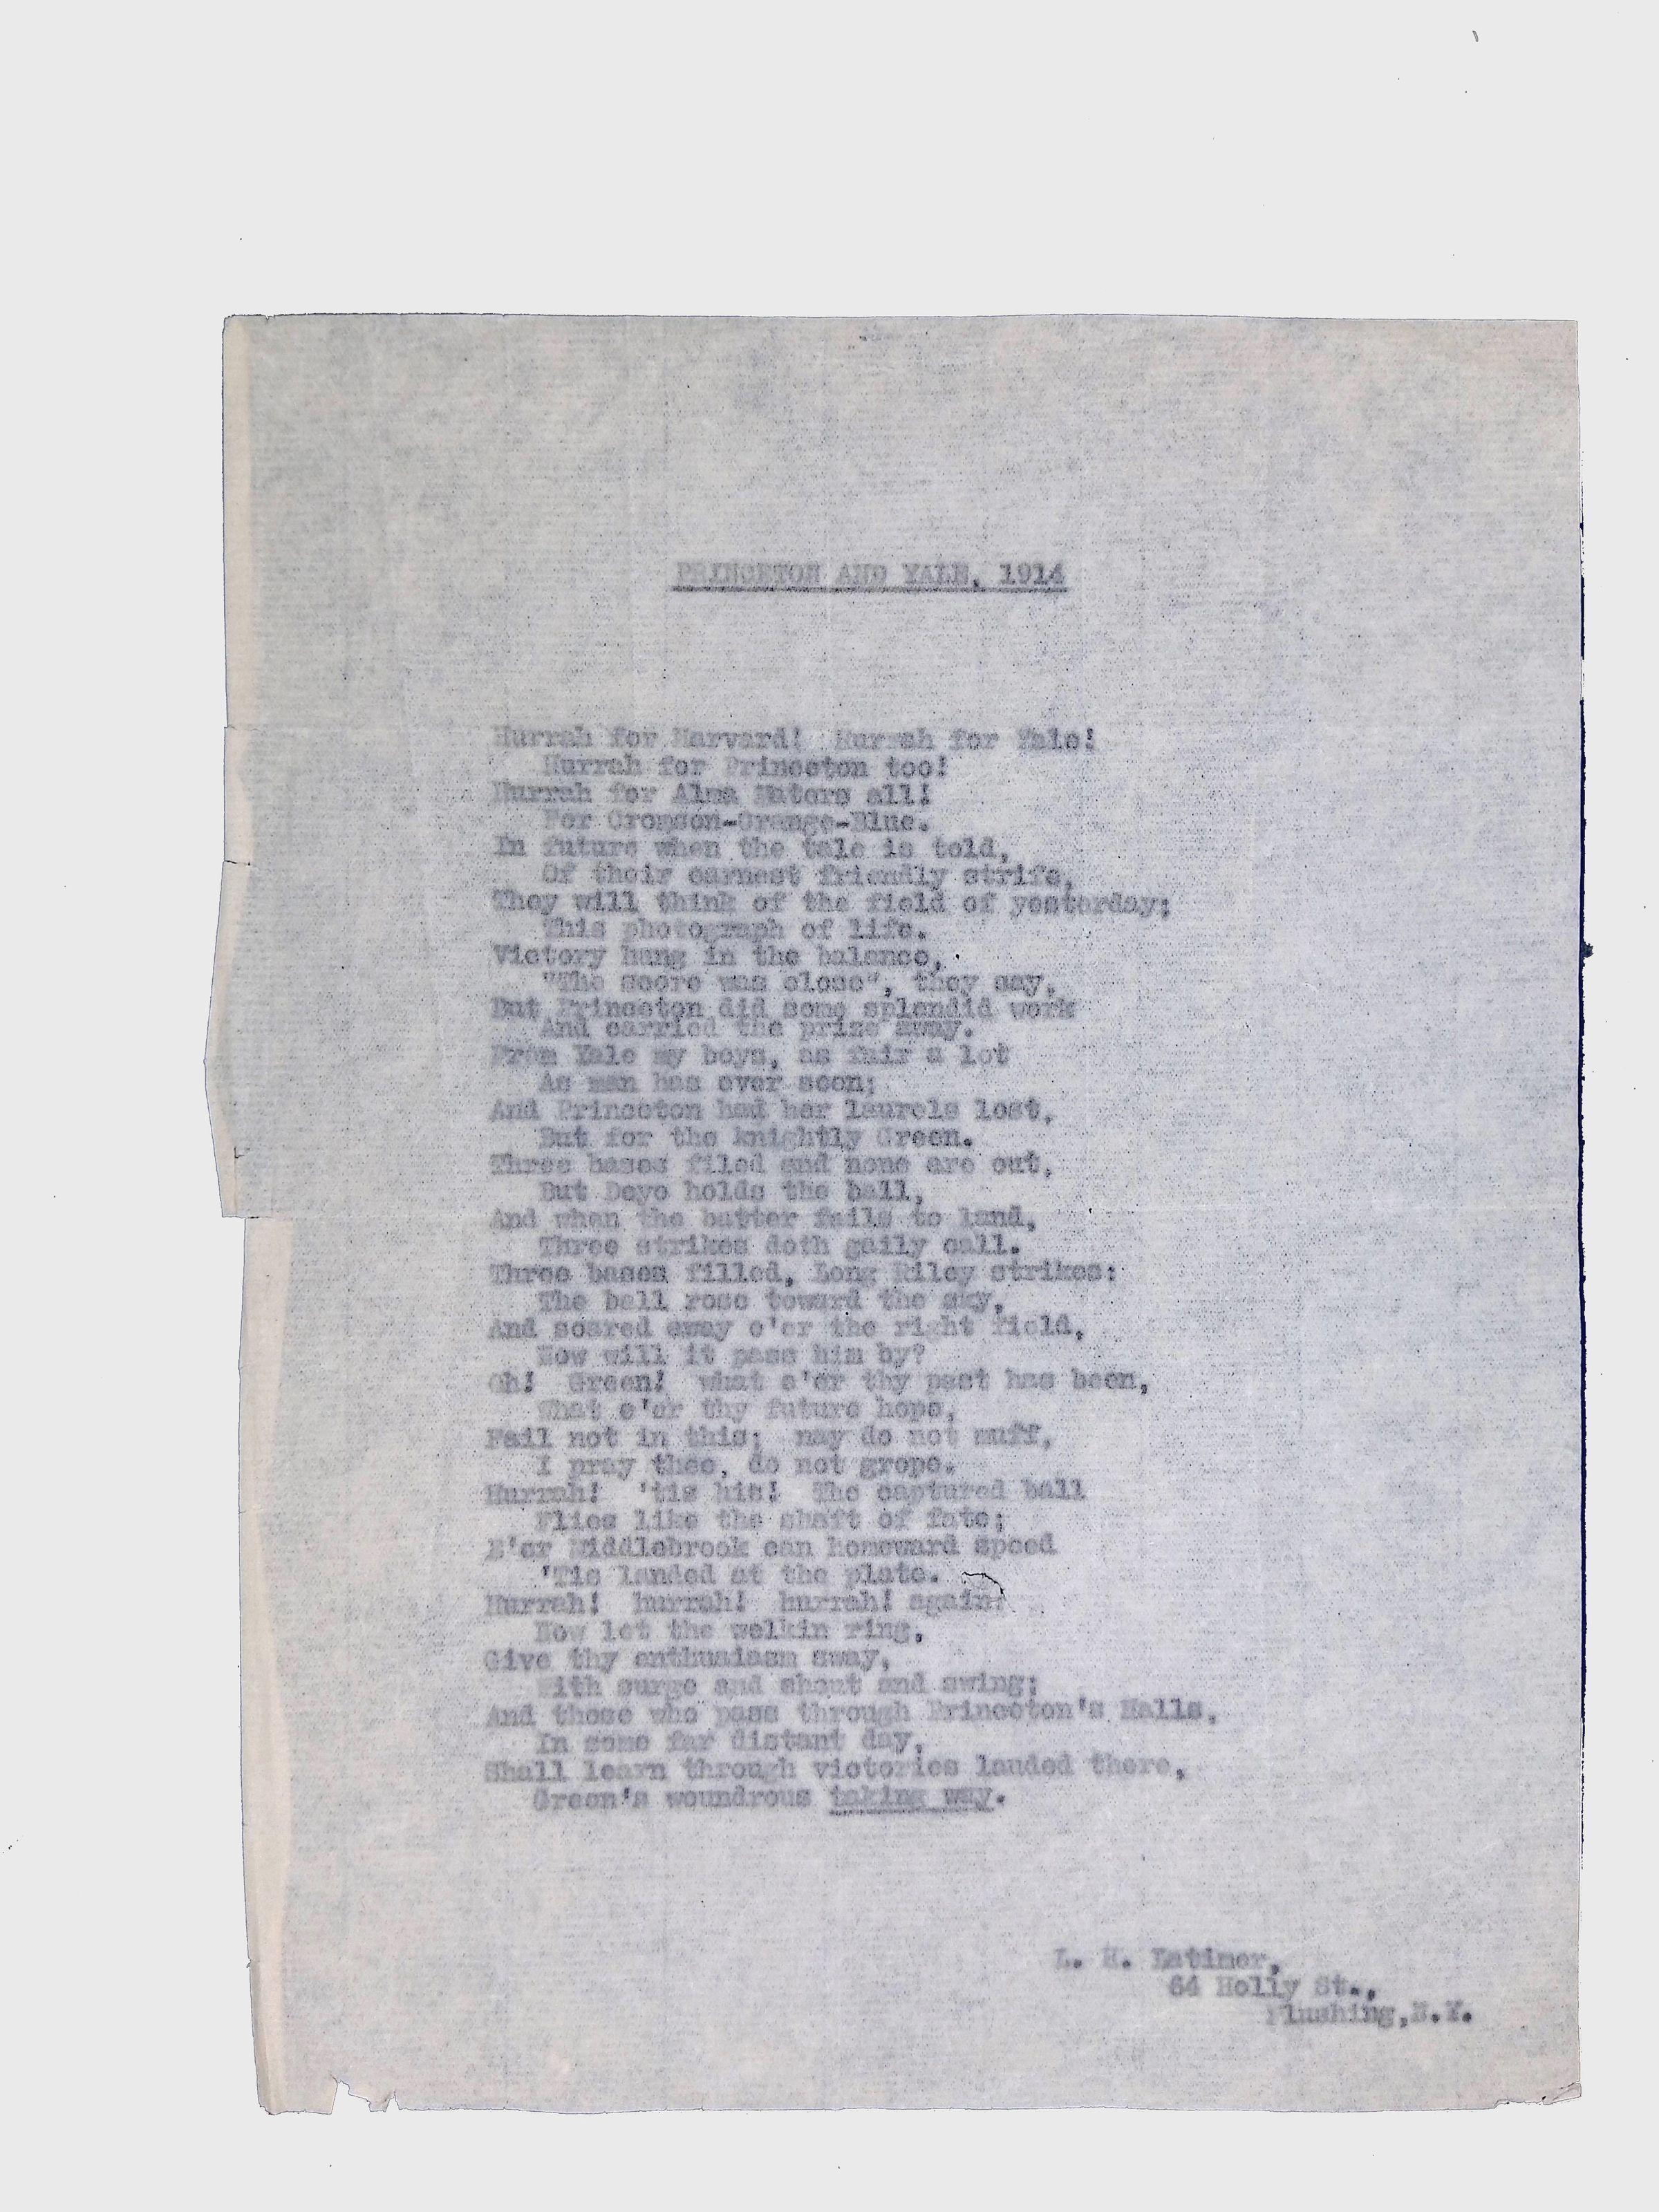 PRINCETON AND YALE, 1914
Hurrah for Harvard!  Hurrah for Yale!
Hurrah for Princeton too!
Hurrah for Alma Maters all!
For Cromson-Orange-Blue.
In future when the tale is told,
Of their earnest friendly strife,
They will think of the field of yesterday;
This photograph of life.
Victory hang in the balance,
"The score was close", they say,
But Princeton did some splendid work
And carried the prize away.
From Yale my boys, as fair a lot
As man has ever seen;
And Princeton had her laurels lost,
But for the knightly Green.
Three bases filed and none are out,
But Deyo holds the ball,
And when the batter fails to land,
Three strikes doth gaily call.
Three bases filled, Long Riley strikes:
The ball rose toward the sky,
And soared away o'er the right field,
Now will it pass him by?
Oh!  Green!  what e'er thy past has been,
What e'er thy future hope,
Fail not in this;  nay do not muff,
I pray thee, do not grope.
Hurrah!  'tis his!  The captured ball
Flies like the shaft of fate;
E'er Middlebrook can homeward speed
'Tis landed at the plate.
Hurrah!  hurrah!  hurrah! again!
Now let the welkin ring,
Give thy enthusiasm away,
With surge and shout and swing;
And those who pass through Princeton's Halls,
In some far distant day,
Shall learn through victories lauded there,
Green's woundrous taking way.
L. H. Latimer,
64 Holly St.,
Flushing,N.Y.